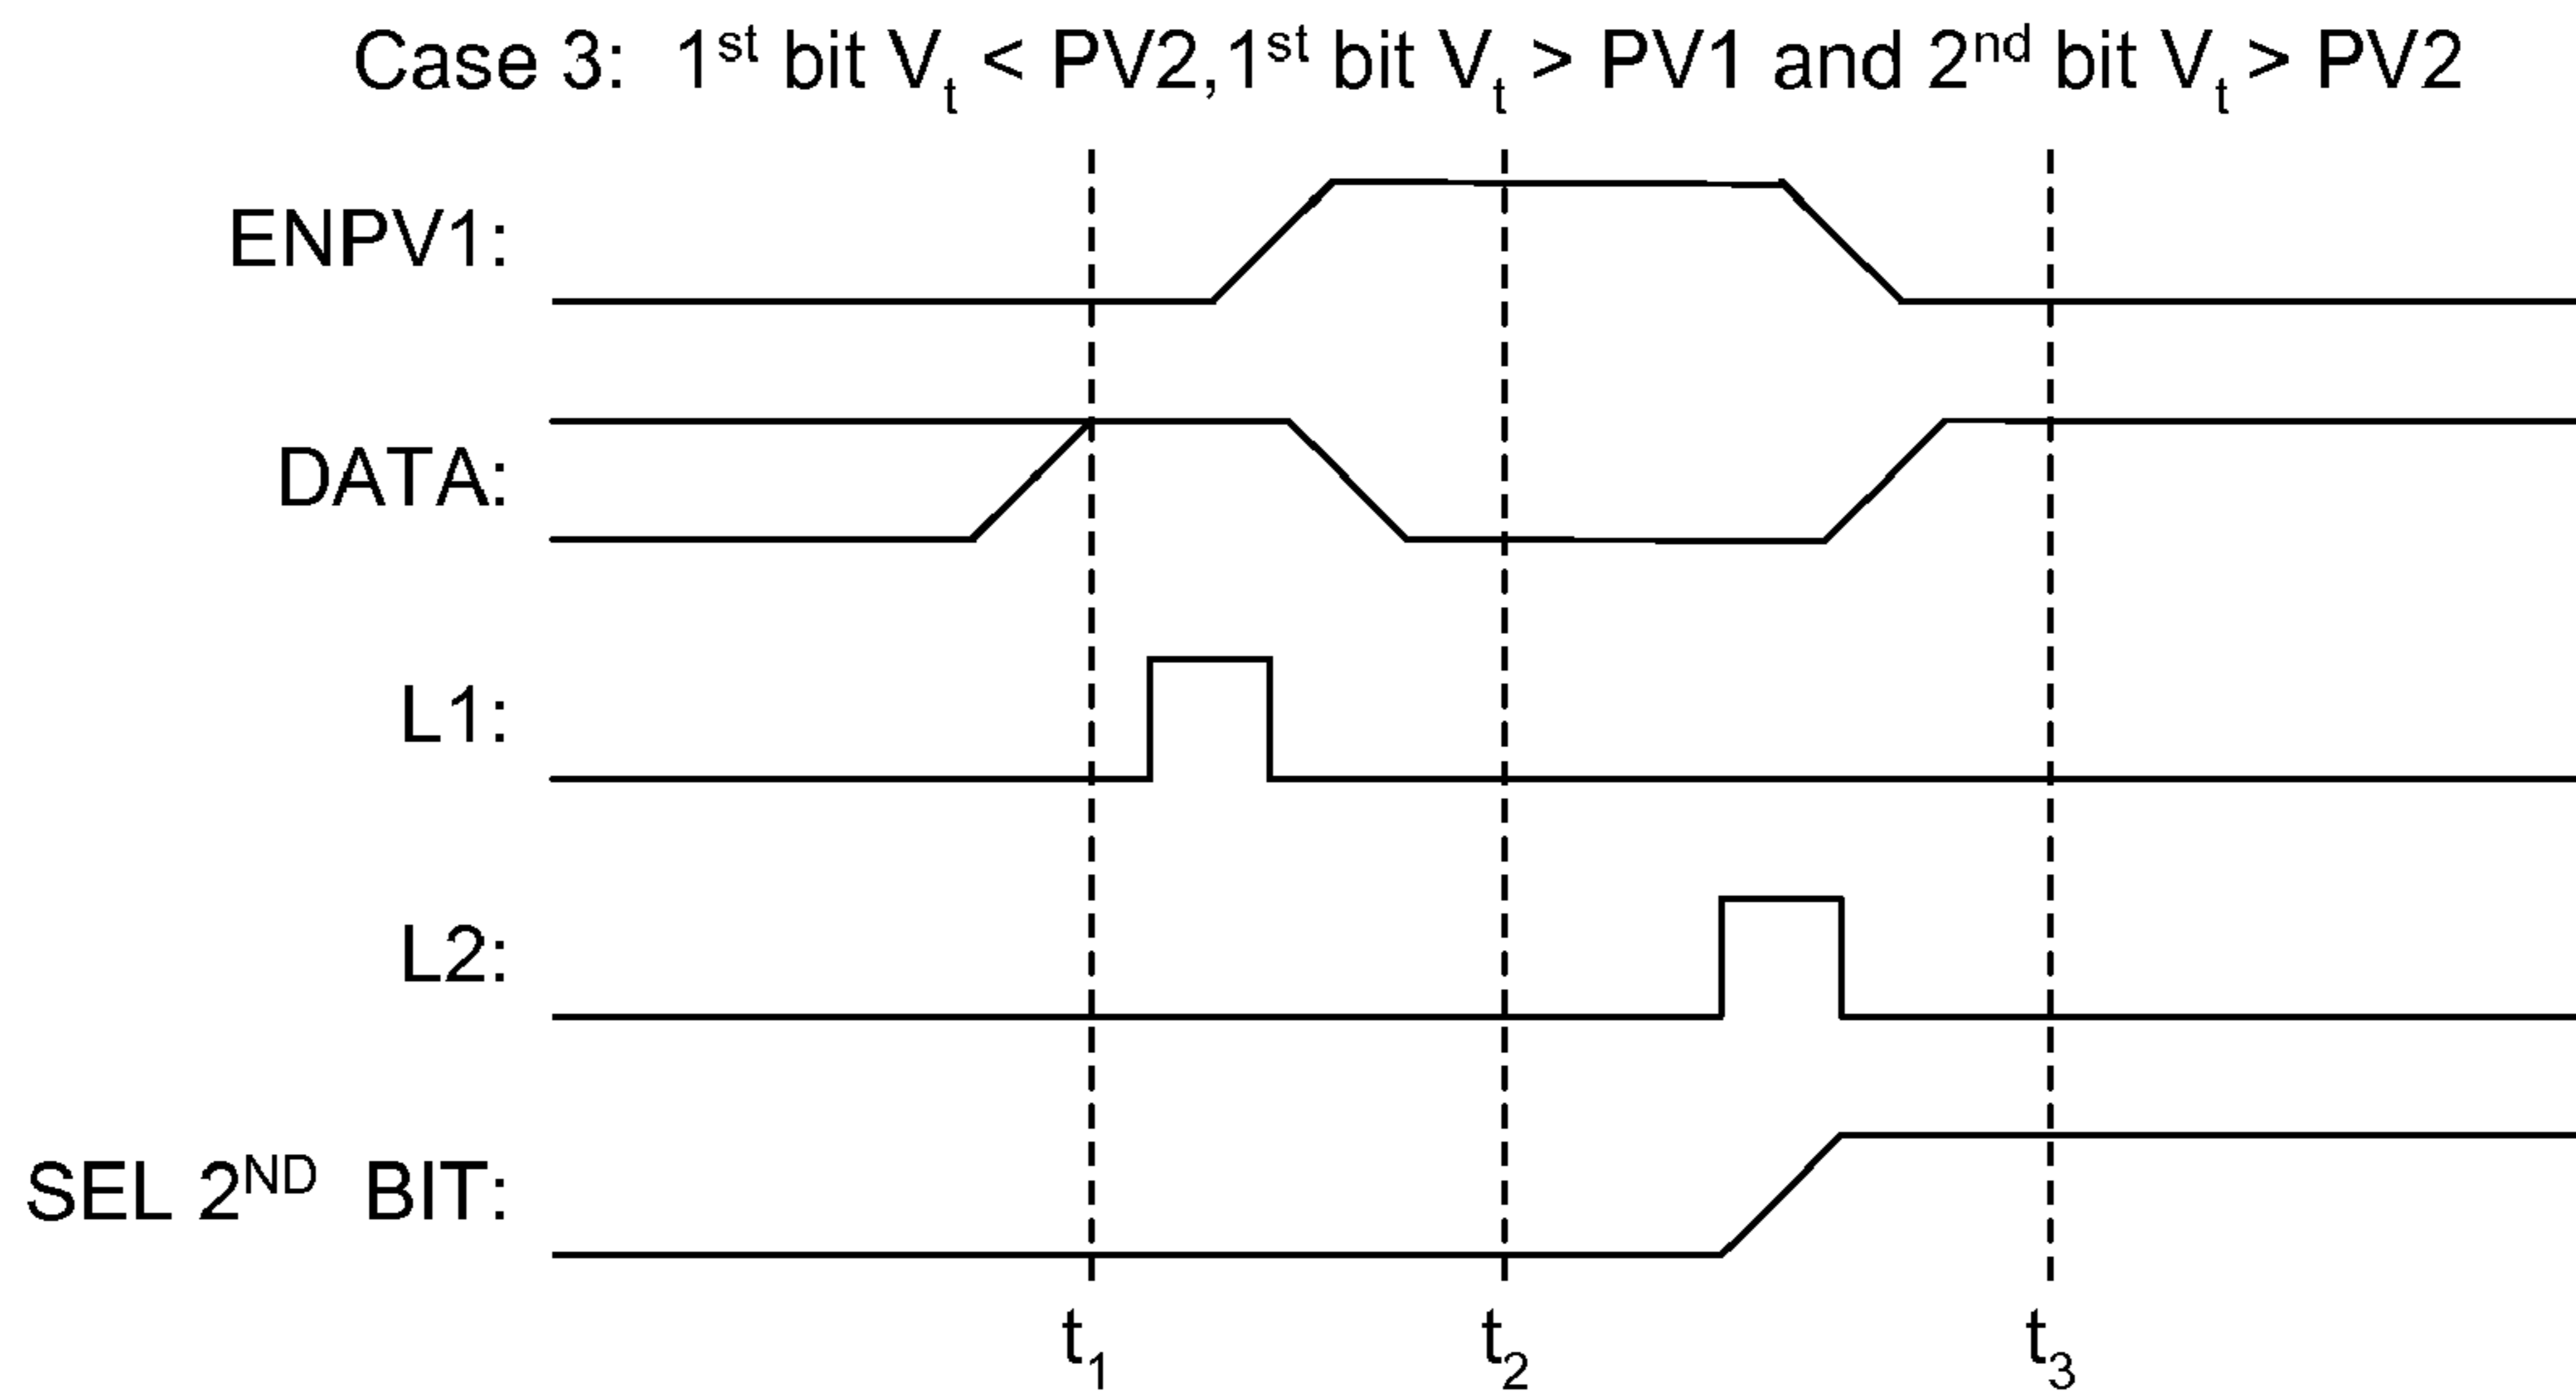 Case 3: 1st bit Vt < PV2,1st bit Vt > PV1 and 2nd bit Vt > PV2
ENPV1:
DATA:
L1:
L2:
SEL 2ND BIT:
t1 t2 t3